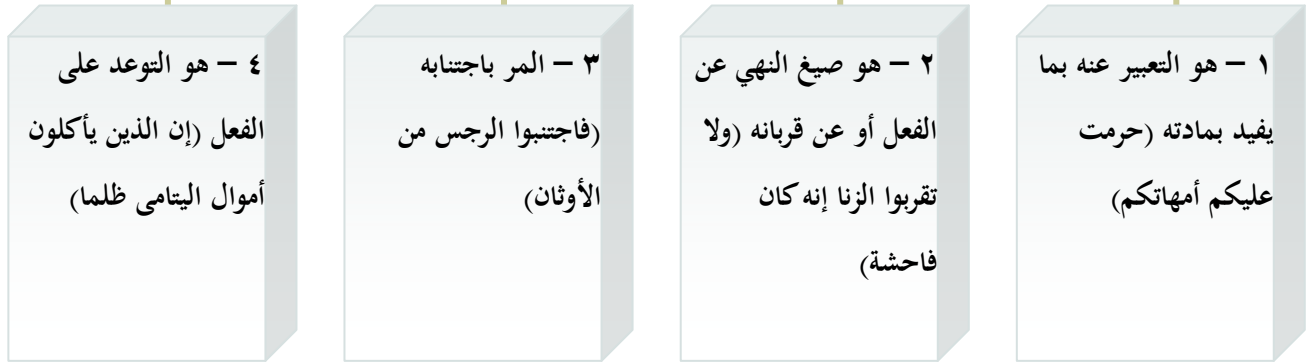 ١ – هو التعبير عنه بما
يفيد بمادته (حرمت
عليكم أمهاتكم)
٢ – هو صيغ النهي عن
الفعل أو عن قربانه (ولا
تقربوا الزنا إنه كان
فاحشة)
٣ – المر باجتنابه
(فاجتنبوا الرجس من
الأوثان)
٤ – هو التوعد على
الفعل (إن الذين يأكلون
أموال اليتامى ظلما)